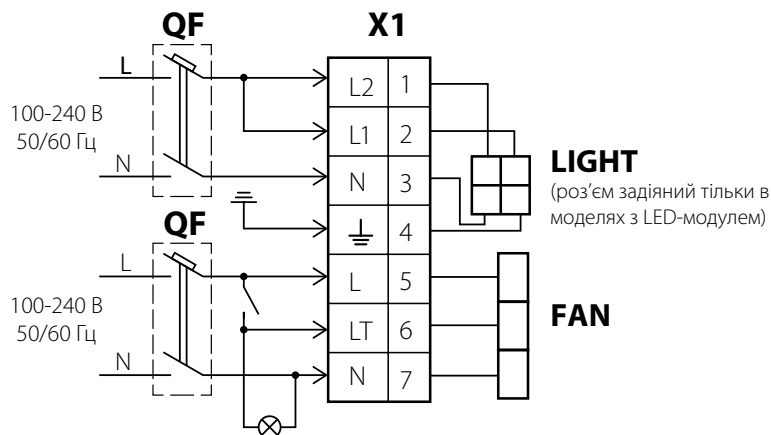 QF
X1
L
100-240 В
50/60 Гц
N
L2 1
L1 2
N 3
4
LIGHT
(роз’єм задіяний тільки в
моделях з LED-модулем)
QF
L
100-240 В
50/60 Гц
N
L 5
LT 6
N 7
FAN